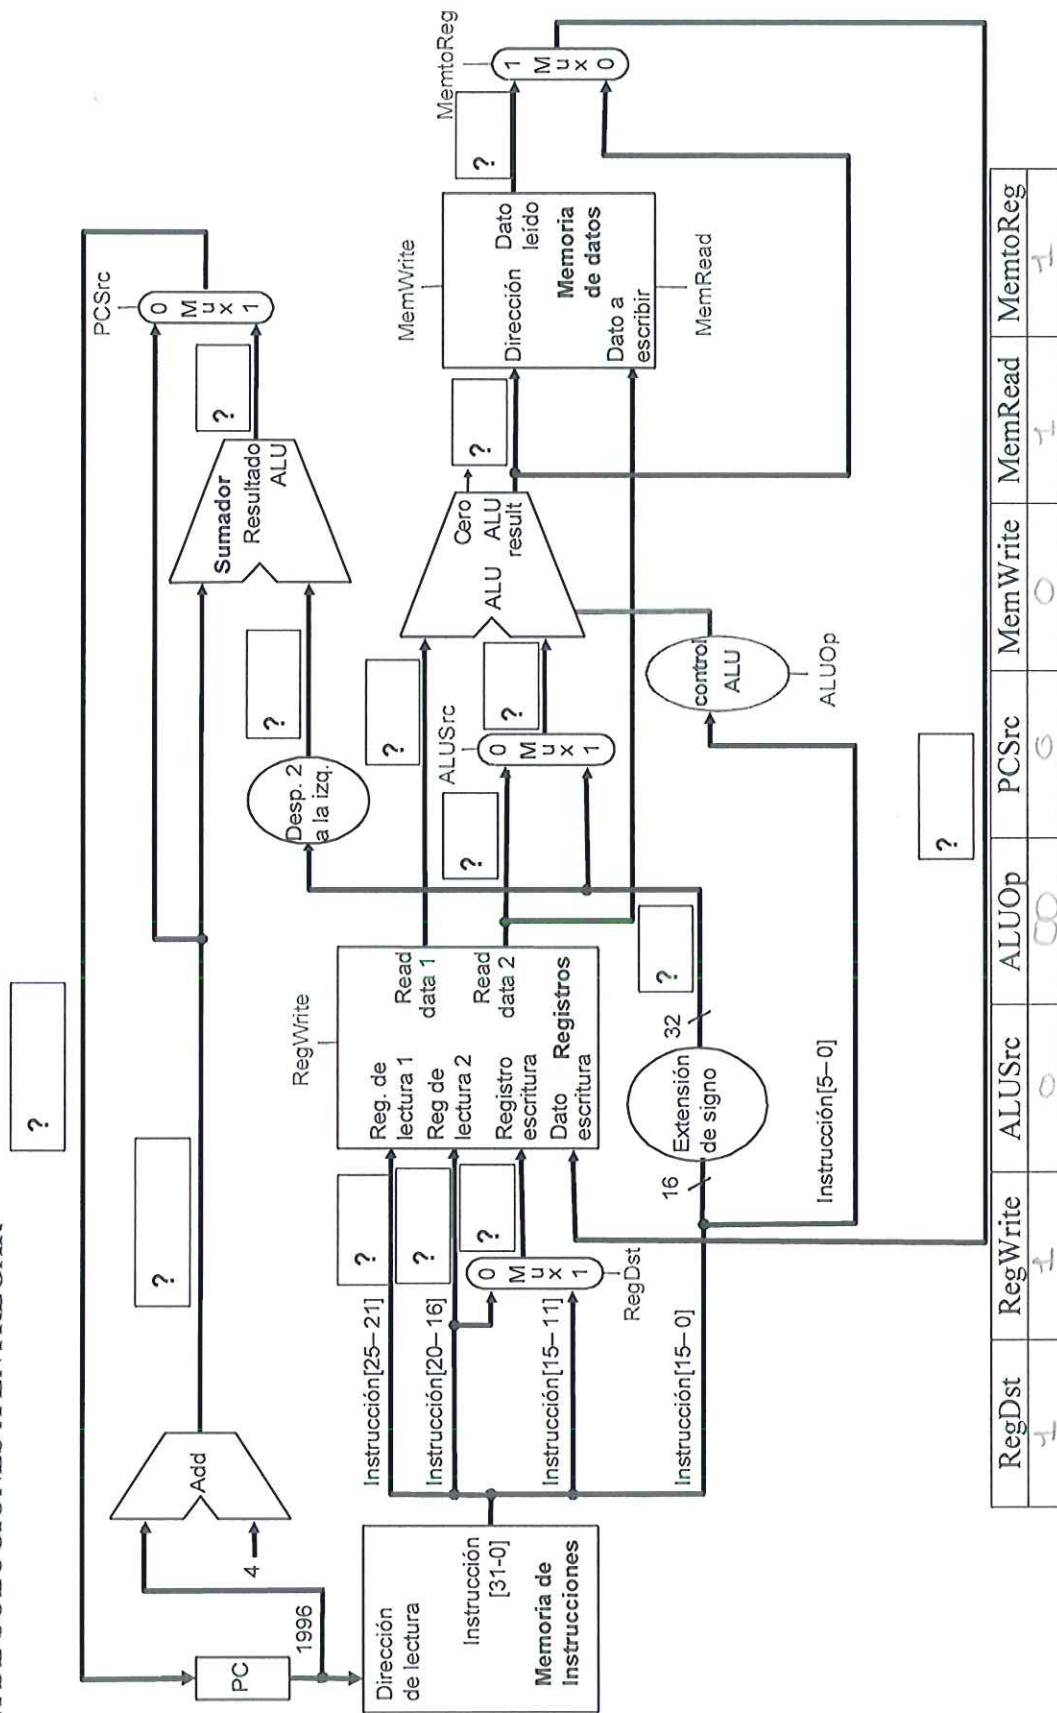 ?
?
Add
4
PC
1996
Dirección
de lectura
Instrucción
[31-0]
Memoria de
Instrucciones
Instrucción[25–21]
Instrucción[20–16]
Instrucción[15–11]
Instrucción[15–0]
?
?
?
0
M
u
x
1
RegDst
RegWrite
Reg. de
lectura 1
Reg de
lectura 2
Registro
escritura
Dato
escritura
Read
data 1
Read
data 2
Registros
16
Extensión
de signo
32
?
Instrucción[5–0]
Desp. 2
a la izq.
?
?
?
ALUSrc
0
M
u
x
1
?
Sumador
Resultado
ALU
?
PCSrc
0
M
u
x
1
Cero
ALU
ALU
result
?
control
ALU
ALUOp
MemWrite
Dirección
Dato
leído
Memoria
de datos
Dato a
escribir
MemRead
?
MemtoReg
1
M
u
x
0
?
RegDst RegWrite ALUSrc ALUOp PCSrc MemWrite MemRead MemtoReg
1 1 0 00 0 0 1 1